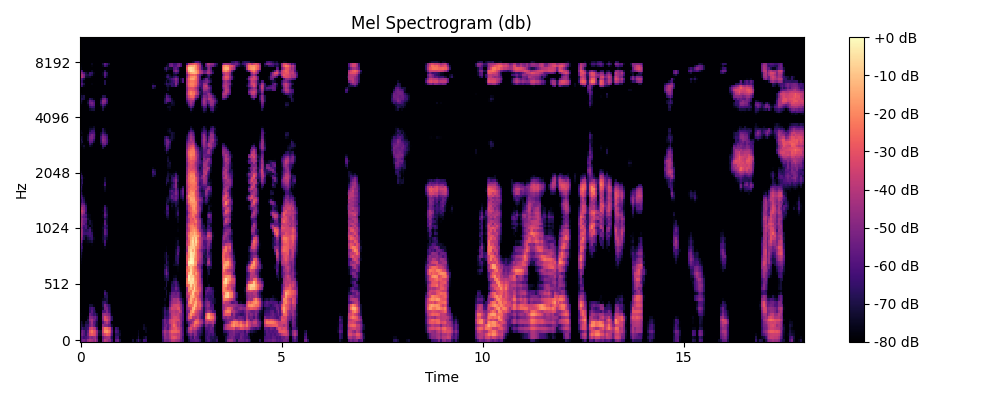 Mel Spectrogram (db)
8192
4096
2048
1024
512
0
Hz
0 5 10 15
Time
+0 dB
-10 dB
-20 dB
-30 dB
-40 dB
-50 dB
-60 dB
-70 dB
-80 dB